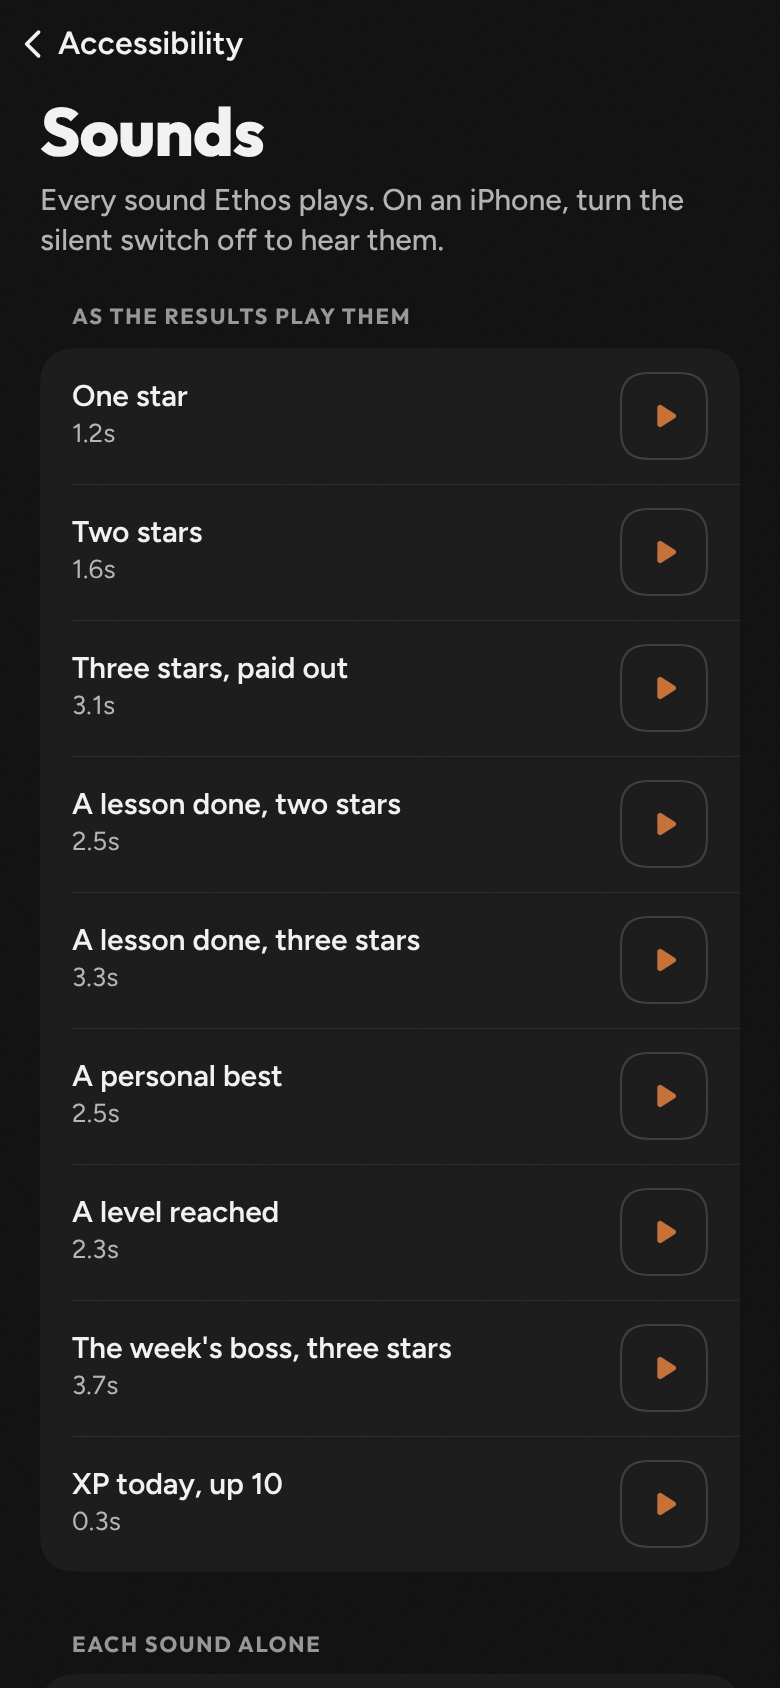 Accessibility
Sounds
Every sound Ethos plays. On an iPhone, turn the
silent switch off to hear them.
AS THE RESULTS PLAY THEM
One star
1.2s
Two stars
1.6s
Three stars, paid out
3.1s
A lesson done, two stars
2.5s
A lesson done, three stars
3.3s
A personal best
2.5s
A level reached
2.3s
The week's boss, three stars
3.7s
XP today, up 10
0.3s
EACH SOUND ALONE